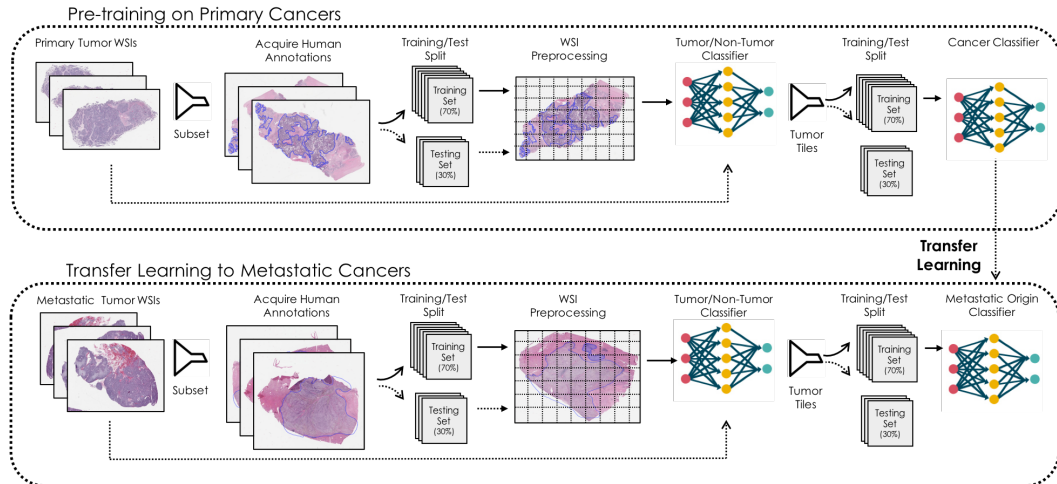 Pre-training on Primary Cancers
Primary Tumor WSIs
Subset
Acquire Human
Annotations
Training/Test
Split
Training
Set
(70%)
Testing
Set
(30%)
WSI
Preprocessing
Tumor/Non-Tumor
Classifier
Tumor
Tiles
Training/Test
Split
Training
Set
(70%)
Testing
Set
(30%)
Cancer Classifier
Transfer
Learning
Transfer Learning to Metastatic Cancers
Metastatic Tumor WSIs
Subset
Acquire Human
Annotations
Training/Test
Split
Training
Set
(70%)
Testing
Set
(30%)
WSI
Preprocessing
Tumor/Non-Tumor
Classifier
Tumor
Tiles
Training/Test
Split
Training
Set
(70%)
Testing
Set
(30%)
Metastatic Origin
Classifier